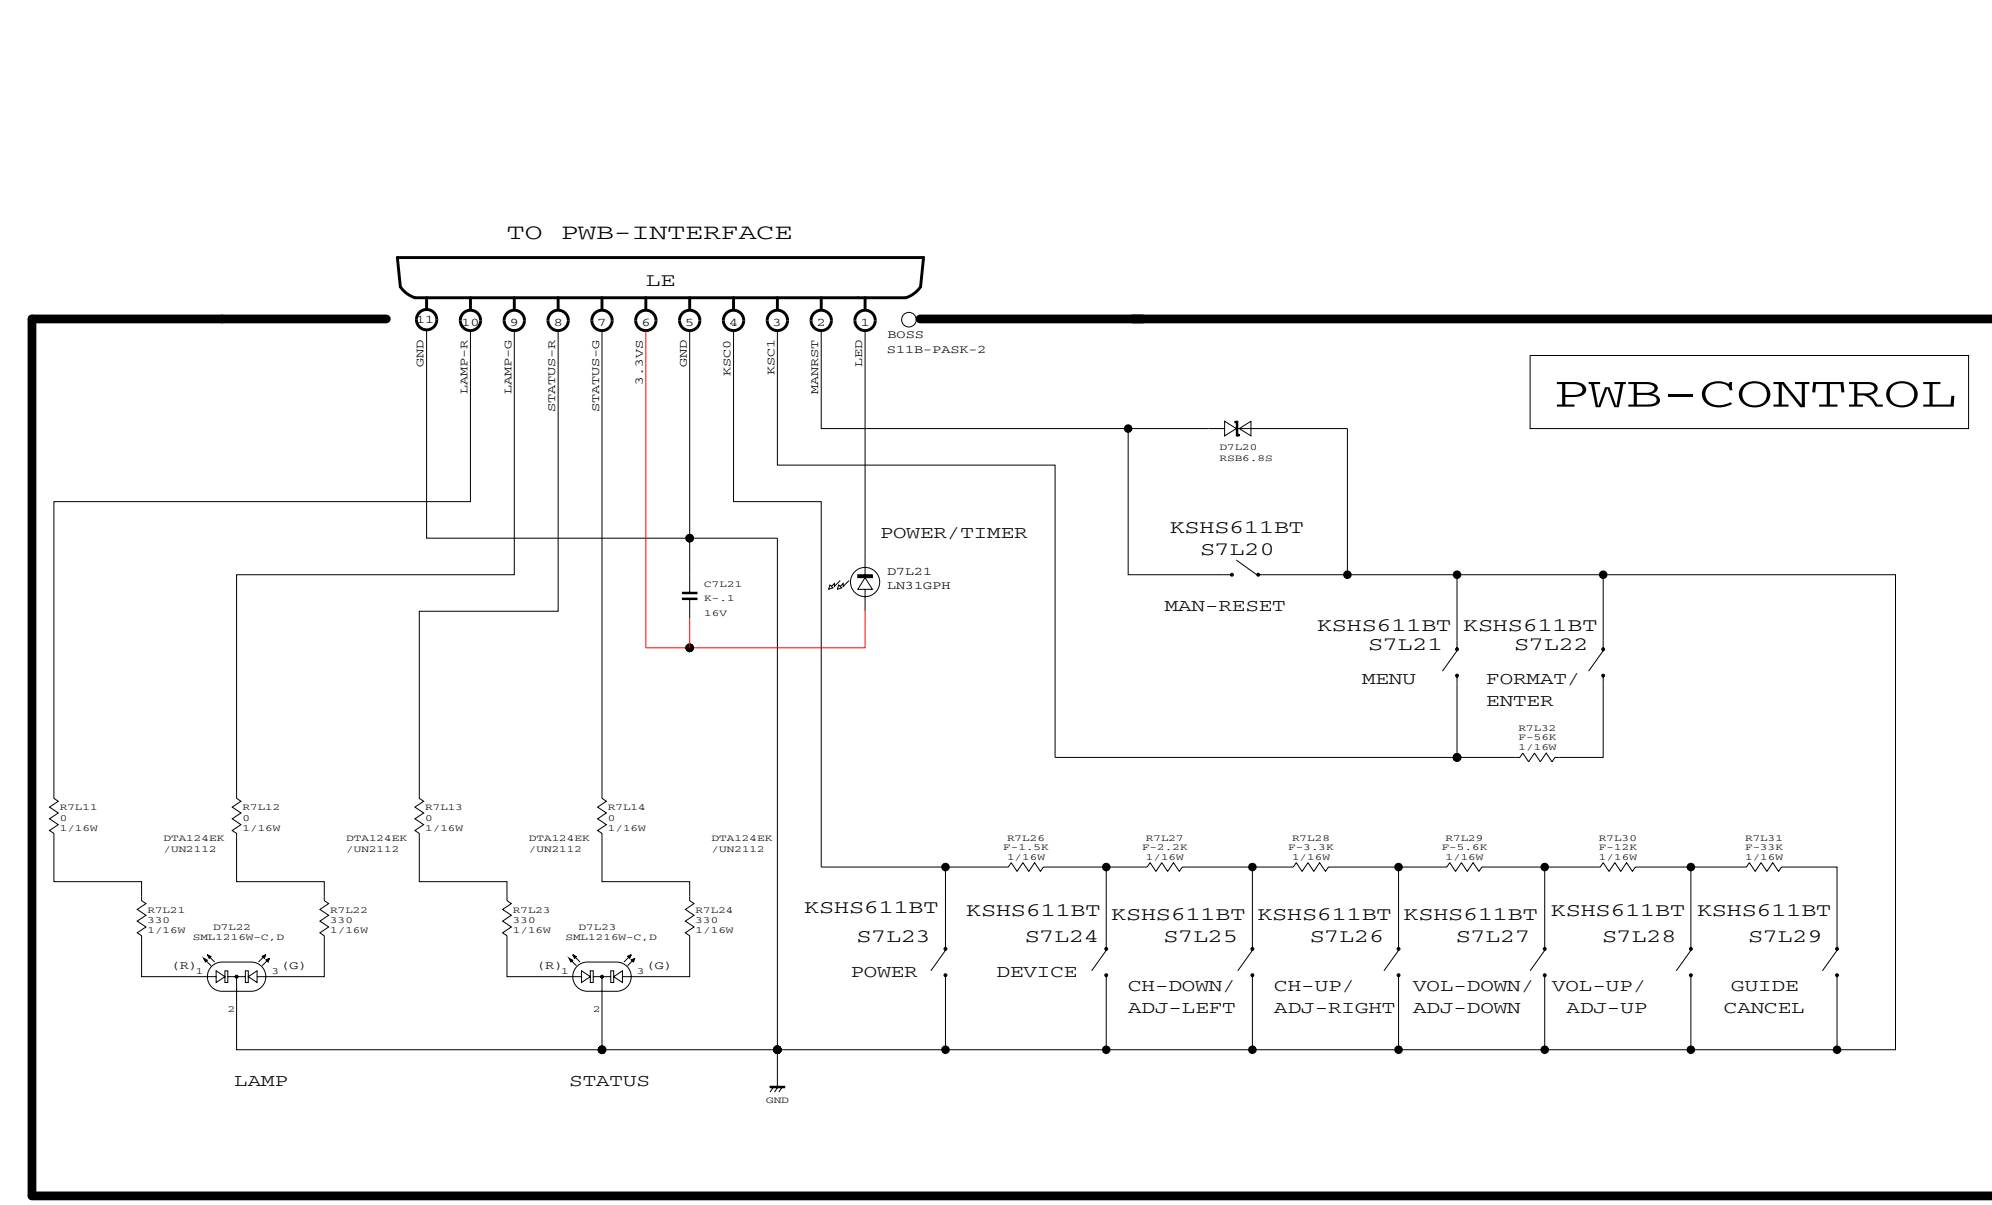 TO PWB-INTERFACE
LE
11 10 9 8 7 6 5 4 3 2 1
BOSS
S11B-PASK-2
GND
LAMP-R
LAMP-G
STATUS-R
STATUS-G
3.3VS
GND
KSC0
KSC1
MANRST
LED
PWB-CONTROL
D7L20
RSB6.8S
POWER/TIMER
D7L21
LN31GPH
C7L21
K-.1
16V
KSHS611BT
S7L20
MAN-RESET
KSHS611BT
S7L21
MENU
KSHS611BT
S7L22
FORMAT/
ENTER
R7L32
F-56K
1/16W
R7L11
0
1/16W
DTA124EK
/UN2112
R7L12
0
1/16W
DTA124EK
/UN2112
R7L13
0
1/16W
DTA124EK
/UN2112
R7L14
0
1/16W
DTA124EK
/UN2112
R7L26
F-1.5K
1/16W
R7L27
F-2.2K
1/16W
R7L28
F-3.3K
1/16W
R7L29
F-5.6K
1/16W
R7L30
F-12K
1/16W
R7L31
F-33K
1/16W
R7L21
330
1/16W
D7L22
SML1216W-C,D
R7L22
330
1/16W
(R) 1
3 (G)
2
R7L23
330
1/16W
D7L23
SML1216W-C,D
R7L24
330
1/16W
(R) 1
3 (G)
2
KSHS611BT
S7L23
POWER
KSHS611BT
S7L24
DEVICE
KSHS611BT
S7L25
CH-DOWN/
ADJ-LEFT
KSHS611BT
S7L26
CH-UP/
ADJ-RIGHT
KSHS611BT
S7L27
VOL-DOWN/
ADJ-DOWN
KSHS611BT
S7L28
VOL-UP/
ADJ-UP
KSHS611BT
S7L29
GUIDE
CANCEL
LAMP
STATUS
GND